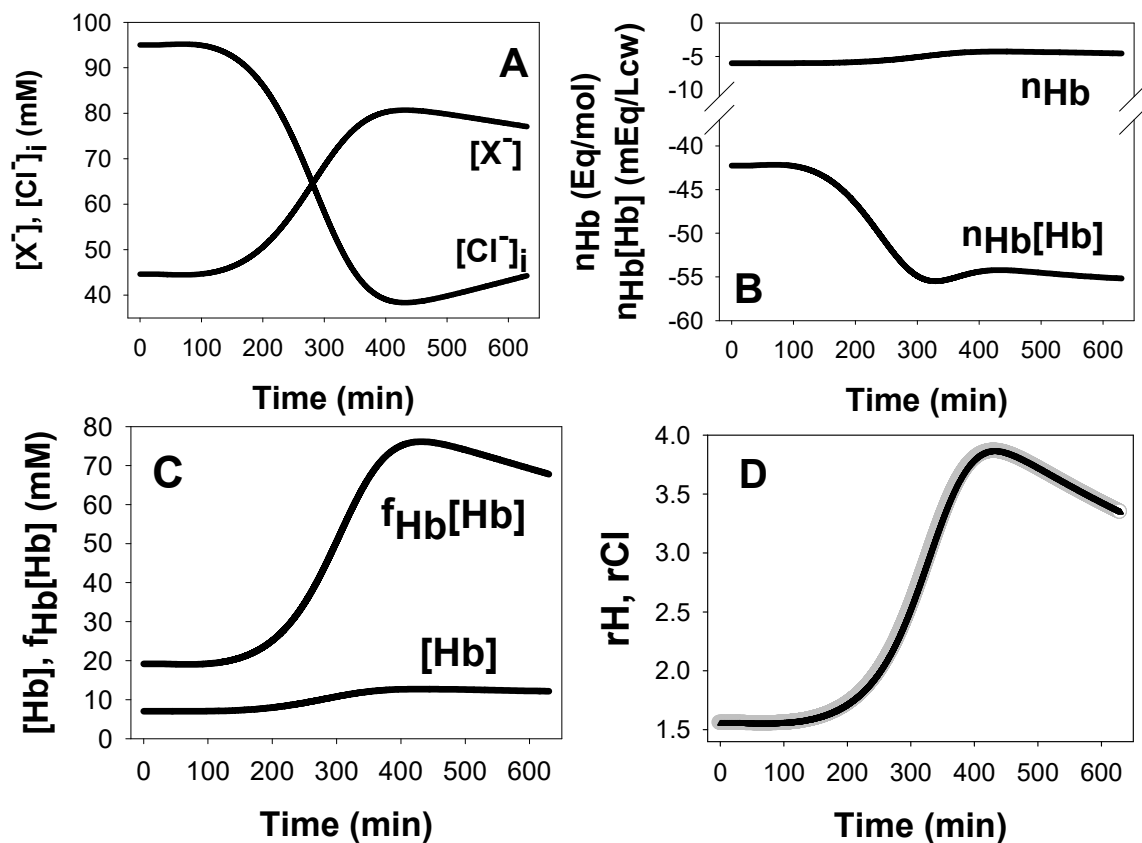 A
[X⁻], [Cl⁻]i (mM)
100
90
80
70
60
50
40
[X⁻]
[Cl⁻]i
0 100 200 300 400 500 600
Time (min)
B
nHb (Eq/mol)
nHb[Hb] (mEq/Lcw)
0
-5
-10
-42
-45
-50
-55
-60
nHb
nHb[Hb]
0 100 200 300 400 500 600
Time (min)
C
[Hb], fHb[Hb] (mM)
80
70
60
50
40
30
20
10
0
fHb[Hb]
[Hb]
0 100 200 300 400 500 600
Time (min)
D
rH, rCl
4.0
3.5
3.0
2.5
2.0
1.5
0 100 200 300 400 500 600
Time (min)